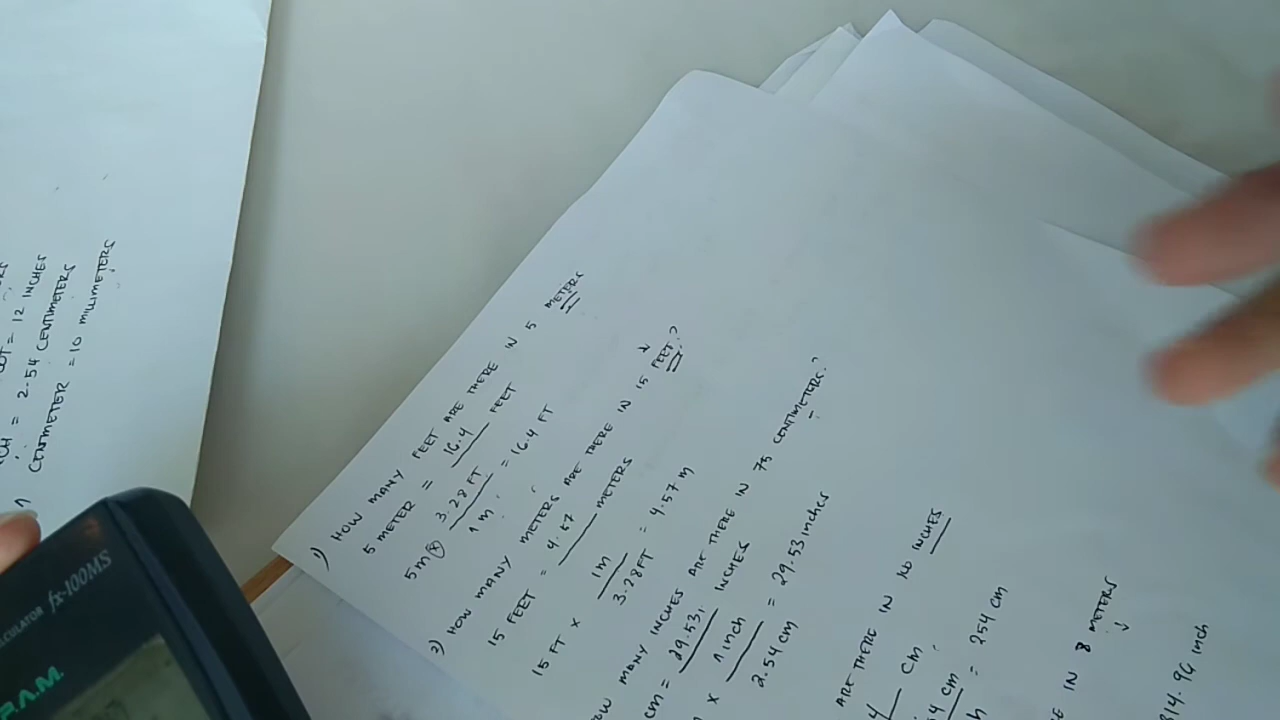 12 INCHES
= 2.54 CENTIMETERS
CENTIMETER = 10 MILLIMETERS
fx-100MS
1) HOW MANY FEET ARE THERE IN 5 METERS
5 METER = 16.4 FEET
5m × 3.28 FT / 1 m = 16.4 FT
2) HOW MANY METERS ARE THERE IN 15 FEET?
15 FEET = 4.57 METERS
15 FT × 1m / 3.28 FT = 4.57 m
MANY INCHES ARE THERE IN 75 CENTIMETERS?
cm = 29.53 INCHES
× 1 inch / 2.54 cm = 29.53 inches
ARE THERE IN 100 INCHES
cm
cm = 254 cm
IN 8 METERS
314.96 inch